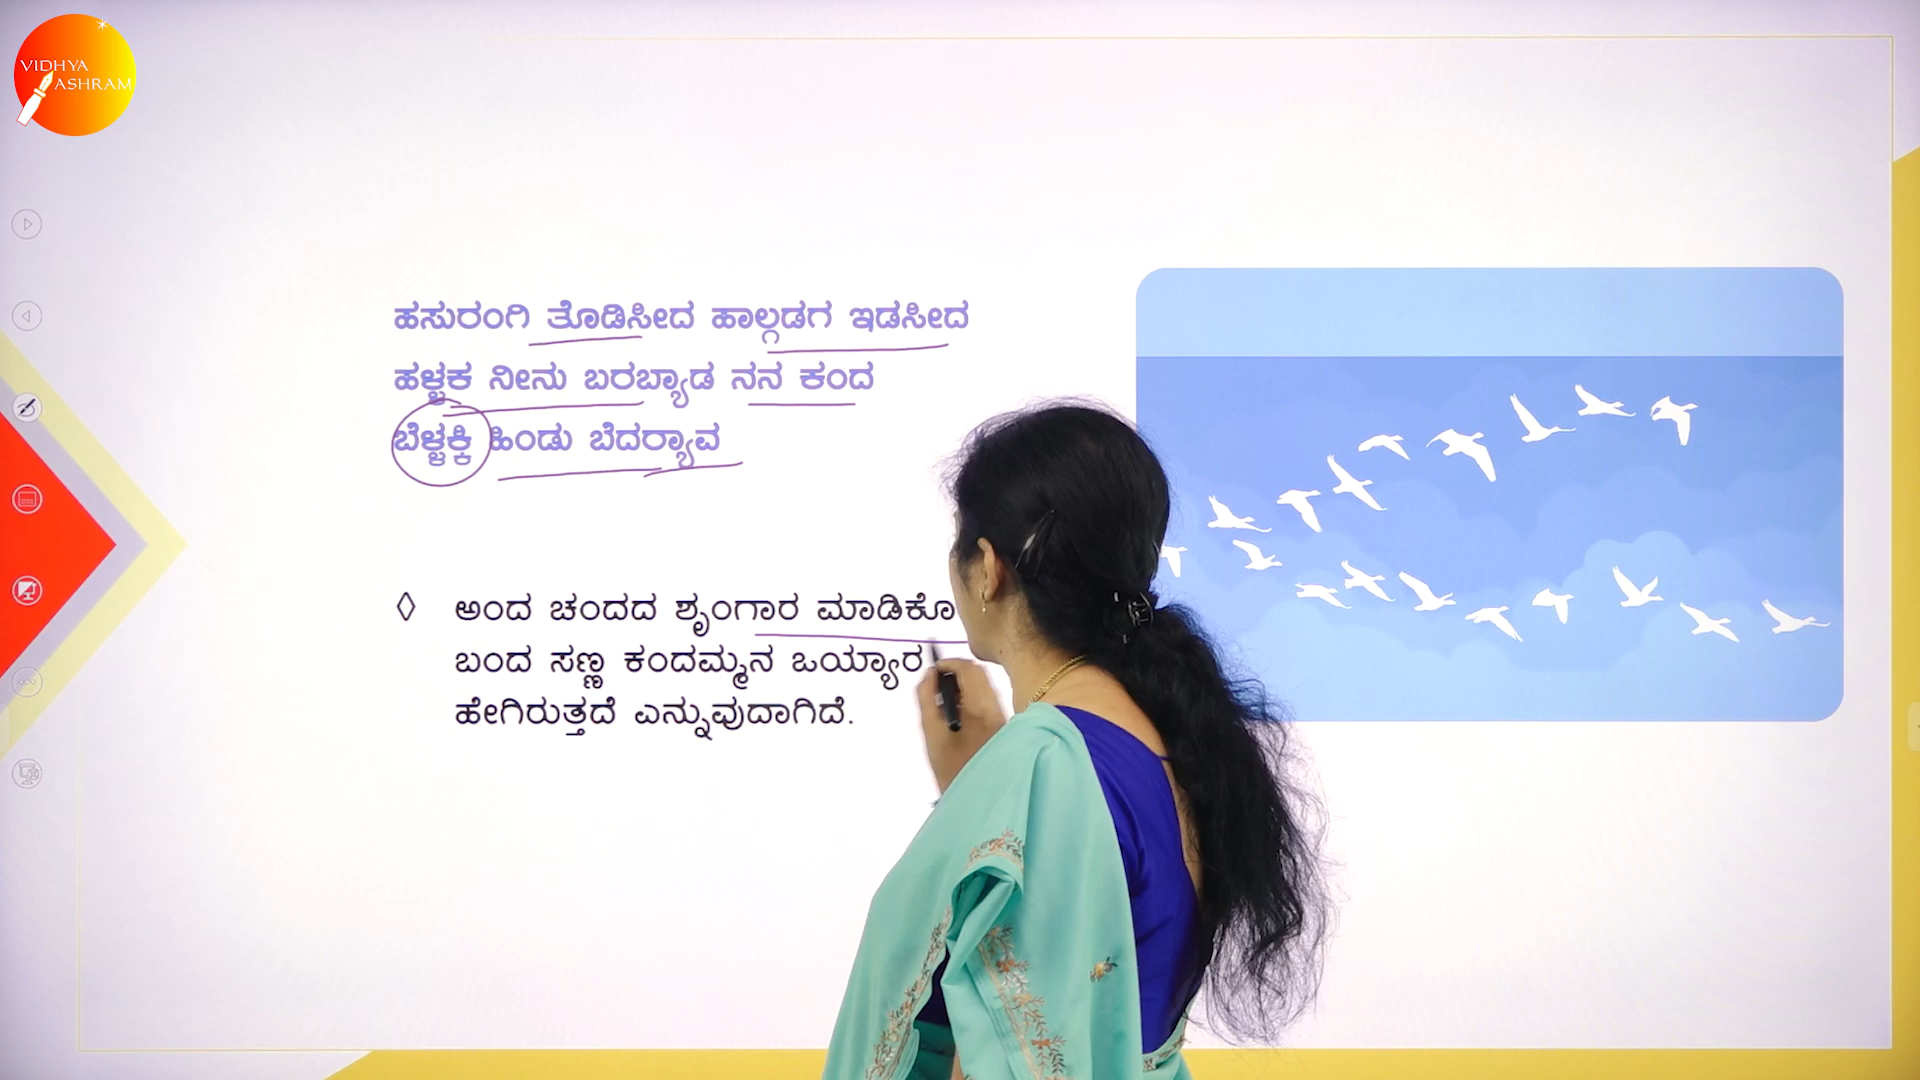 VIDHYA
ASHRAM
ಹಸುರಂಗಿ ತೊಡಿಸೀದ ಹಾಲ್ಗಡಗ ಇಡಸೀದ
ಹಳ್ಳಕ ನೀನು ಬರಬ್ಯಾಡ ನನ ಕಂದ
ಬೆಳ್ಳಕ್ಕಿ ಹಿಂಡು ಬೆದರ‍್ಯಾವ
◊ ಅಂದ ಚಂದದ ಶೃಂಗಾರ
ಬಂದ ಸಣ್ಣ ಕಂದಮ್ಮನ ಒಯ್ಯಾರ
ಹೇಗಿರುತ್ತದೆ ಎನ್ನುವುದಾಗಿದೆ.